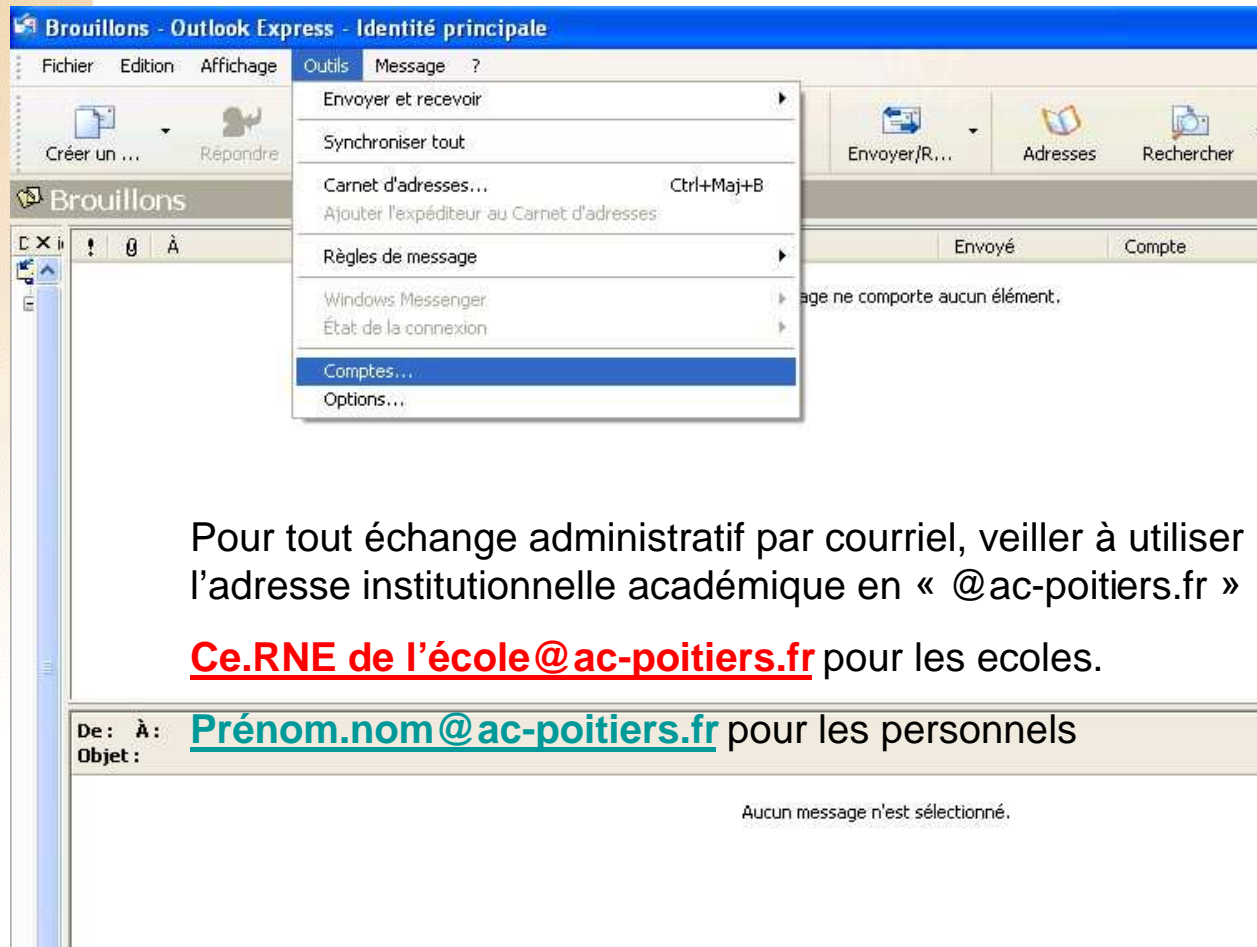 Brouillons - Outlook Express - Identité principale
Fichier Edition Affichage Outils Message ?
Envoyer et recevoir
Synchroniser tout
Carnet d'adresses... Ctrl+Maj+B
Ajouter l'expéditeur au Carnet d'adresses
Règles de message
Windows Messenger
État de la connexion
Comptes...
Options...
Créer un ... Répondre Envoyer/R... Adresses Rechercher
Brouillons
! À Envoyé Compte
age ne comporte aucun élément.
Pour tout échange administratif par courriel, veiller à utiliser
l’adresse institutionnelle académique en « @ac-poitiers.fr »
Ce.RNE de l’école@ac-poitiers.fr pour les ecoles.
Prénom.nom@ac-poitiers.fr pour les personnels
De : À :
Objet :
Aucun message n'est sélectionné.